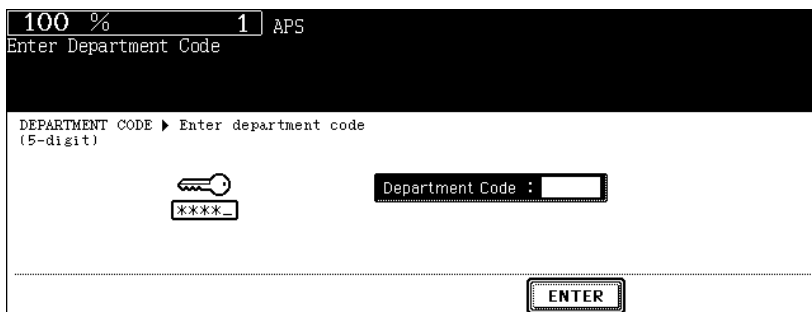 100 % 1 APS
Enter Department Code
DEPARTMENT CODE ▶ Enter department code
(5-digit)
****_
Department Code :
ENTER